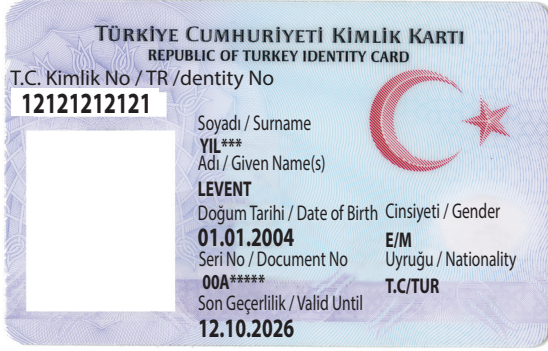 TÜRKİYE CUMHURİYETİ KİMLİK KARTI
REPUBLIC OF TURKEY IDENTITY CARD
T.C. Kimlik No / TR /dentity No
12121212121
Soyadı / Surname
YIL***
Adı / Given Name(s)
LEVENT
Doğum Tarihi / Date of Birth Cinsiyeti / Gender
01.01.2004 E/M
Seri No / Document No Uyruğu / Nationality
00A***** T.C/TUR
Son Geçerlilik / Valid Until
12.10.2026